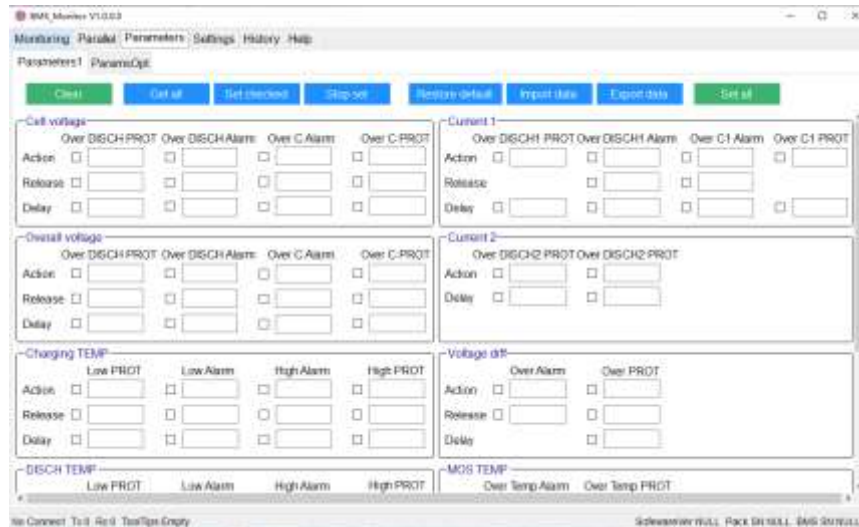 BMS_Monitor V1.0.0.0
Monitoring Parallel Parameters Settings History Help
Parameters1 ParamsOpt
Clear Get all Set checked Stop set Restore default Import data Export data Set all
Cell voltage
Over DISCH PROT Over DISCH Alarm Over C Alarm Over C PROT
Action
Release
Delay
Current 1
Over DISCH1 PROT Over DISCH1 Alarm Over C1 Alarm Over C1 PROT
Action
Release
Delay
Overall voltage
Over DISCH PROT Over DISCH Alarm Over C Alarm Over C PROT
Action
Release
Delay
Current 2
Over DISCH2 PROT Over DISCH2 PROT
Action
Delay
Charging TEMP
Low PROT Low Alarm High Alarm High PROT
Action
Release
Delay
Voltage diff
Over Alarm Over PROT
Action
Release
Delay
DISCH TEMP
Low PROT Low Alarm High Alarm High PROT
MOS TEMP
Over Temp Alarm Over Temp PROT
No Connect Tx:0 Rx:0 ToolTips:Empty
NULL Pack SN:NULL BMS SN:NULL